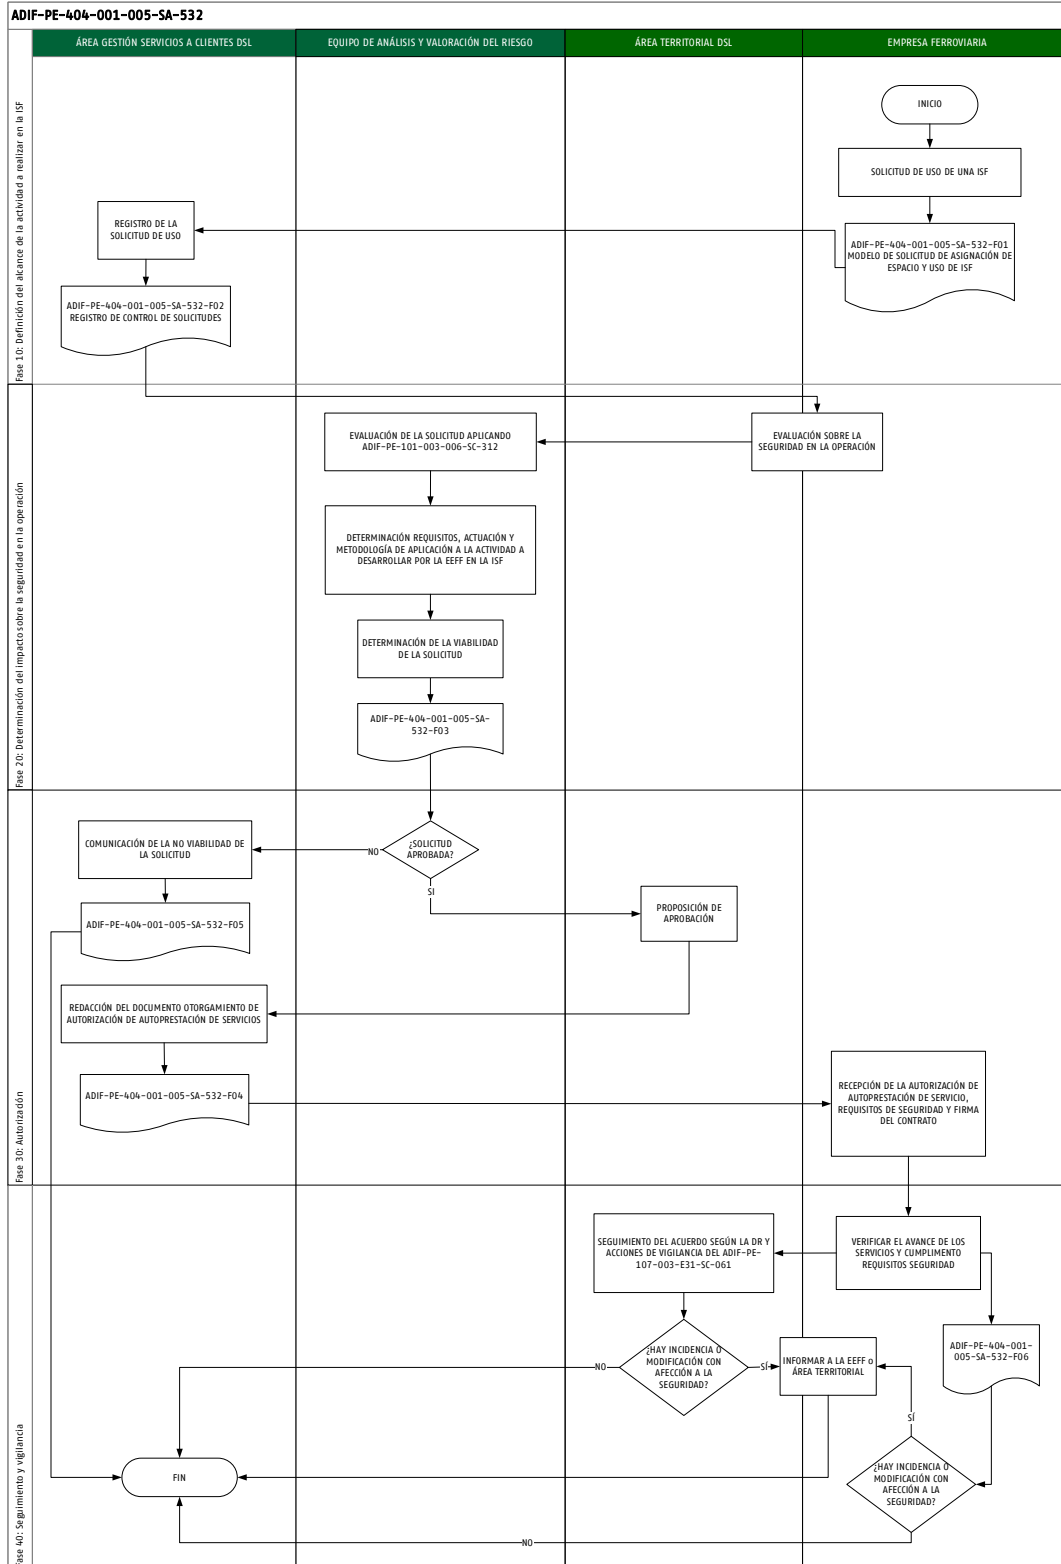 ADIF-PE-404-001-005-SA-532
ÁREA GESTIÓN SERVICIOS A CLIENTES DSL
EQUIPO DE ANÁLISIS Y VALORACIÓN DEL RIESGO
ÁREA TERRITORIAL DSL
EMPRESA FERROVIARIA
Fase 10: Definición del alcance de la actividad a realizar en la ISF
INICIO
SOLICITUD DE USO DE UNA ISF
ADIF-PE-404-001-005-SA-532-F01
MODELO DE SOLICITUD DE ASIGNACIÓN DE
ESPACIO Y USO DE ISF
REGISTRO DE LA
SOLICITUD DE USO
ADIF-PE-404-001-005-SA-532-F02
REGISTRO DE CONTROL DE SOLICITUDES
Fase 20: Determinación del impacto sobre la seguridad en la operación
EVALUACIÓN SOBRE LA
SEGURIDAD EN LA OPERACIÓN
EVALUACIÓN DE LA SOLICITUD APLICANDO
ADIF-PE-101-003-006-SC-312
DETERMINACIÓN REQUISITOS, ACTUACIÓN Y
METODOLOGÍA DE APLICACIÓN A LA ACTIVIDAD A
DESARROLLAR POR LA EEFF EN LA ISF
DETERMINACIÓN DE LA VIABILIDAD
DE LA SOLICITUD
ADIF-PE-404-001-005-SA-
532-F03
Fase 30: Autorización
¿SOLICITUD
APROBADA?
NO
SI
COMUNICACIÓN DE LA NO VIABILIDAD DE
LA SOLICITUD
ADIF-PE-404-001-005-SA-532-F05
PROPOSICIÓN DE
APROBACIÓN
REDACCIÓN DEL DOCUMENTO OTORGAMIENTO DE
AUTORIZACIÓN DE AUTOPRESTACIÓN DE SERVICIOS
ADIF-PE-404-001-005-SA-532-F04
RECEPCIÓN DE LA AUTORIZACIÓN DE
AUTOPRESTACIÓN DE SERVICIO,
REQUISITOS DE SEGURIDAD Y FIRMA
DEL CONTRATO
Fase 40: Seguimiento y vigilancia
VERIFICAR EL AVANCE DE LOS
SERVICIOS Y CUMPLIMENTO
REQUISITOS SEGURIDAD
SEGUIMIENTO DEL ACUERDO SEGÚN LA DR Y
ACCIONES DE VIGILANCIA DEL ADIF-PE-
107-003-E31-SC-061
ADIF-PE-404-001-
005-SA-532-F06
¿HAY INCIDENCIA O
MODIFICACIÓN CON
AFECCIÓN A LA
SEGURIDAD?
NO
SÍ
INFORMAR A LA EEFF o
ÁREA TERRITORIAL
SÍ
¿HAY INCIDENCIA O
MODIFICACIÓN CON
AFECCIÓN A LA
SEGURIDAD?
FIN
NO